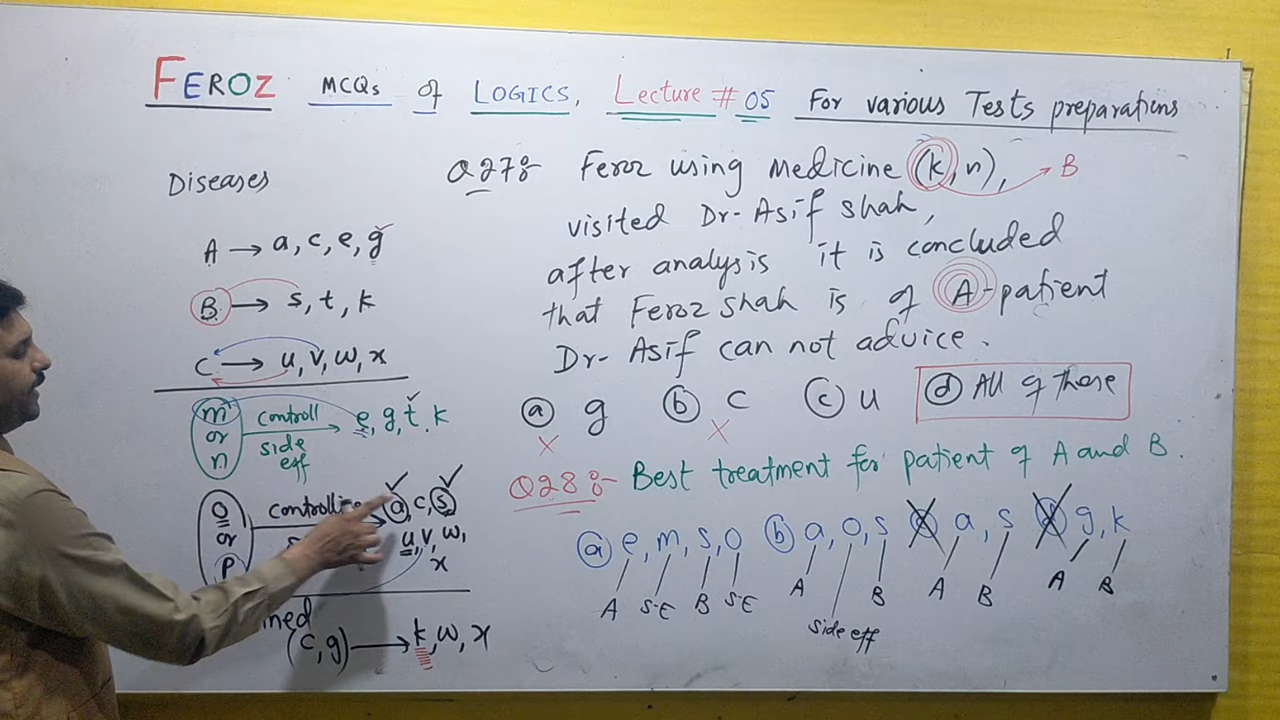 FEROZ MCQs of LOGICS, Lecture # 05 For various Tests preparations
Diseases
A → a, c, e, g
B → s, t, k
C → u, v, w, x
m or n controll side eff → e, g, t, k
o or p controlli → a, c, s, u, v, w, x
ned
(c, g) → k, w, x
Q27:- Feroz using medicine (k, n), → B
visited Dr-Asif shah,
after analysis it is concluded
that Feroz shah is of A-patient
Dr-Asif can not advice.
(a) g (b) c (c) u (d) All of these
Q28:- Best treatment for patient of A and B.
(a) e, m, s, o (b) a, o, s (c) a, s (d) g, k
A S.E B S.E A side eff B A B A B